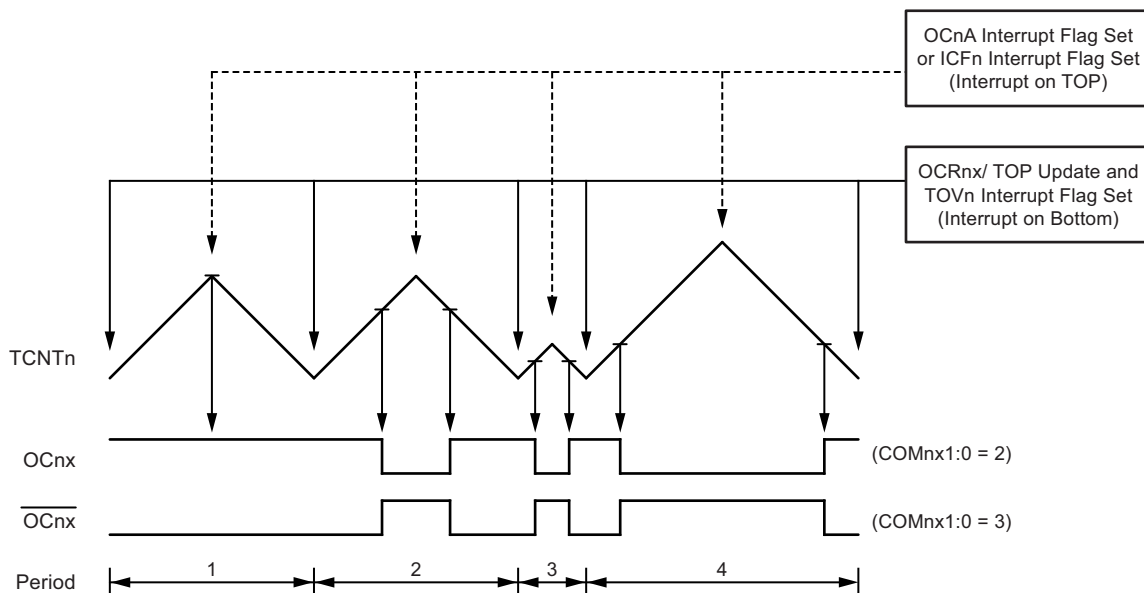 OCnA Interrupt Flag Set
or ICFn Interrupt Flag Set
(Interrupt on TOP)
OCRnx/ TOP Update and
TOVn Interrupt Flag Set
(Interrupt on Bottom)
TCNTn
OCnx
(COMnx1:0 = 2)
OCnx
(COMnx1:0 = 3)
Period
1
2
3
4